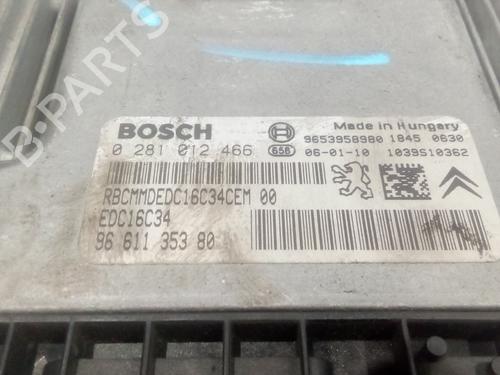 BOSCH
Made in Hungary
9653958980 1845 0630
0 281 012 466 656 06-01-10 1039S10362
RBCMMDEDC16C34CEM 00
EDC16C34
96 611 353 80
B-Parts